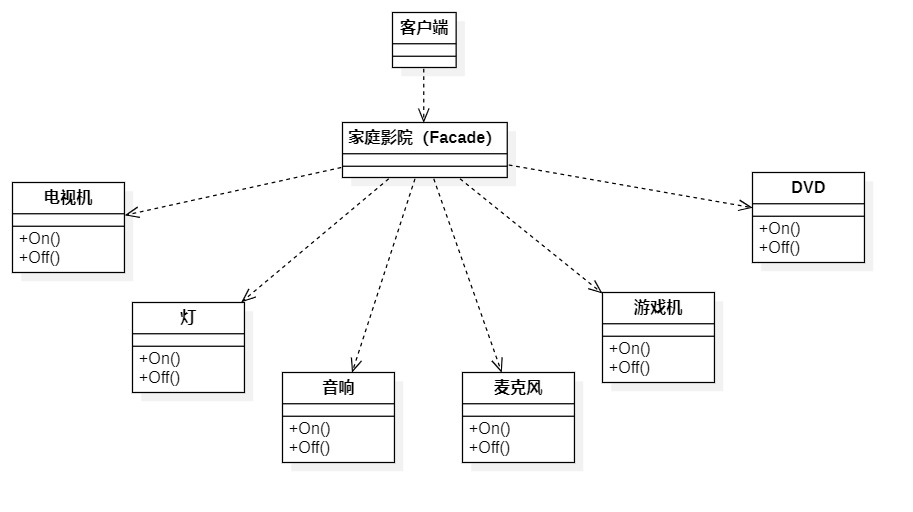 客户端
家庭影院（Facade）
电视机
+On()
+Off()
DVD
+On()
+Off()
灯
+On()
+Off()
游戏机
+On()
+Off()
音响
+On()
+Off()
麦克风
+On()
+Off()